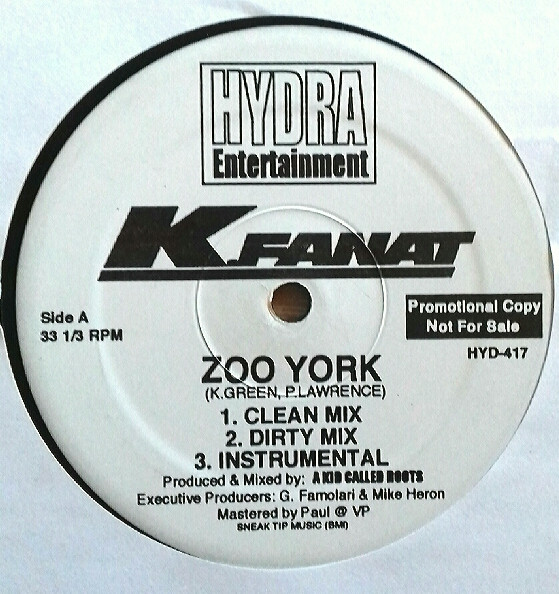 HYDRA
Entertainment
K.FANAT
Side A
33 1/3 RPM
Promotional Copy
Not For Sale
HYD-417
ZOO YORK
(K.GREEN, P.LAWRENCE)
1. CLEAN MIX
2. DIRTY MIX
3. INSTRUMENTAL
Produced & Mixed by: A KID CALLED ROOTS
Executive Producers: G. Famolari & Mike Heron
Mastered by Paul @ VP
SNEAK TIP MUSIC (BMI)